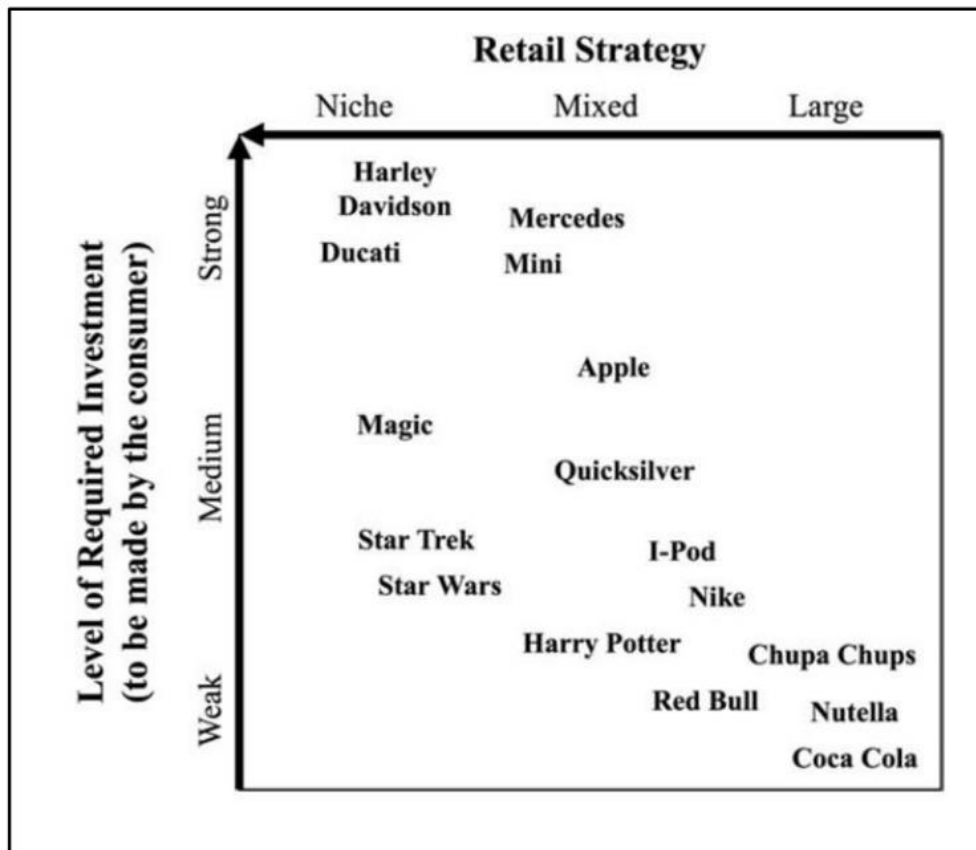 Retail Strategy
Niche Mixed Large
Level of Required Investment
(to be made by the consumer)
Strong
Medium
Weak
Harley
Davidson
Mercedes
Ducati
Mini
Apple
Magic
Quicksilver
Star Trek
I-Pod
Star Wars
Nike
Harry Potter
Chupa Chups
Red Bull
Nutella
Coca Cola